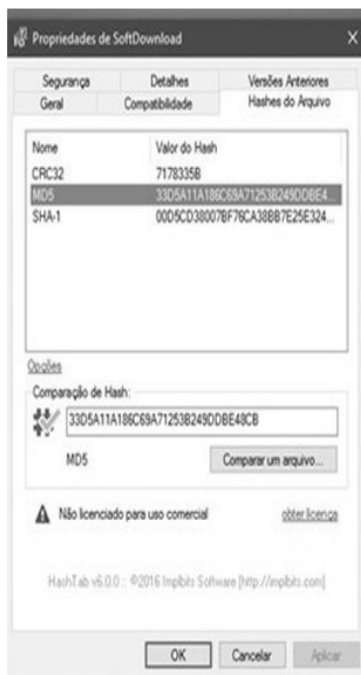 Propriedades de SoftDownload
Segurança Detalhes Versões Anteriores
Geral Compatibilidade Hashes do Arquivo
Nome Valor do Hash
CRC32 7178335B
MD5 33D5A11A186C69A71253B249DDBE4...
SHA-1 00D5CD38007BF76CA38BB7E25E324...
Opções
Comparação de Hash:
33D5A11A186C69A71253B249DDBE48CB
MD5 Comparar um arquivo...
Não licenciado para uso comercial obter licença
HashTab v6.0.0 :: ©2016 Implbits Software [http://implbits.com]
OK Cancelar Aplicar